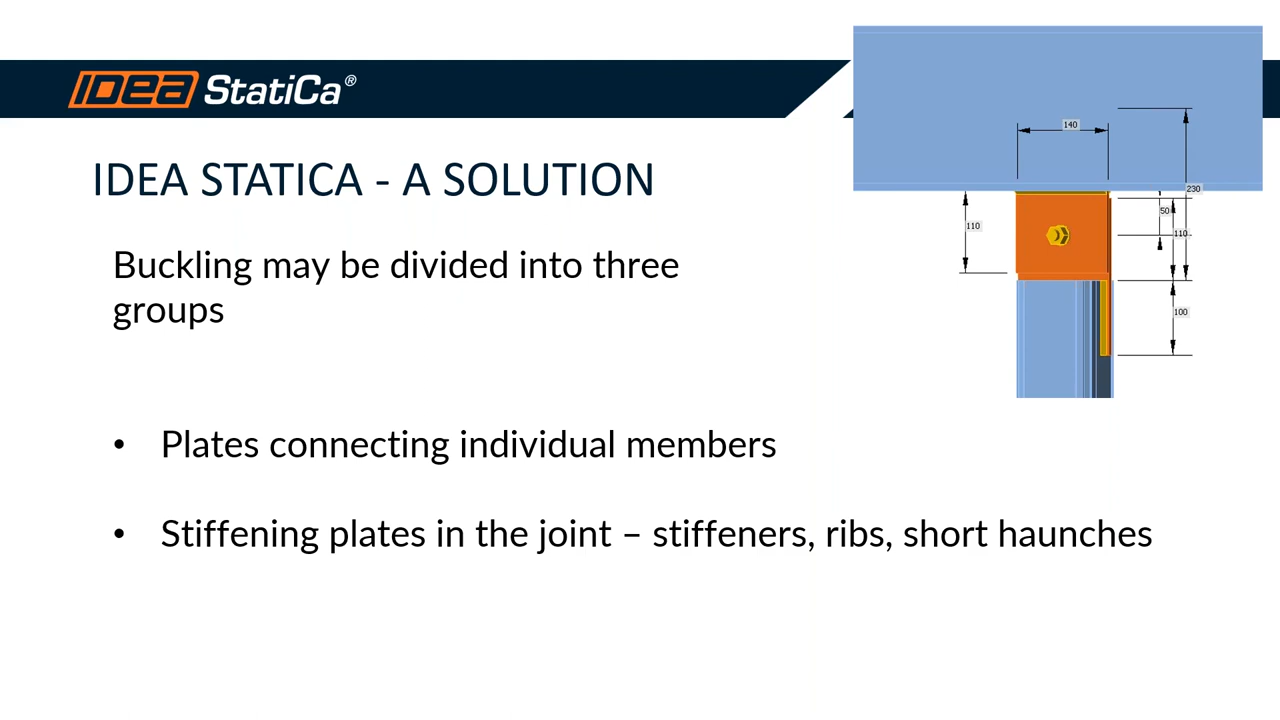 IDEA StatiCa®
IDEA STATICA - A SOLUTION
Buckling may be divided into three
groups
• Plates connecting individual members
• Stiffening plates in the joint – stiffeners, ribs, short haunches
140
230
50
110
110
100